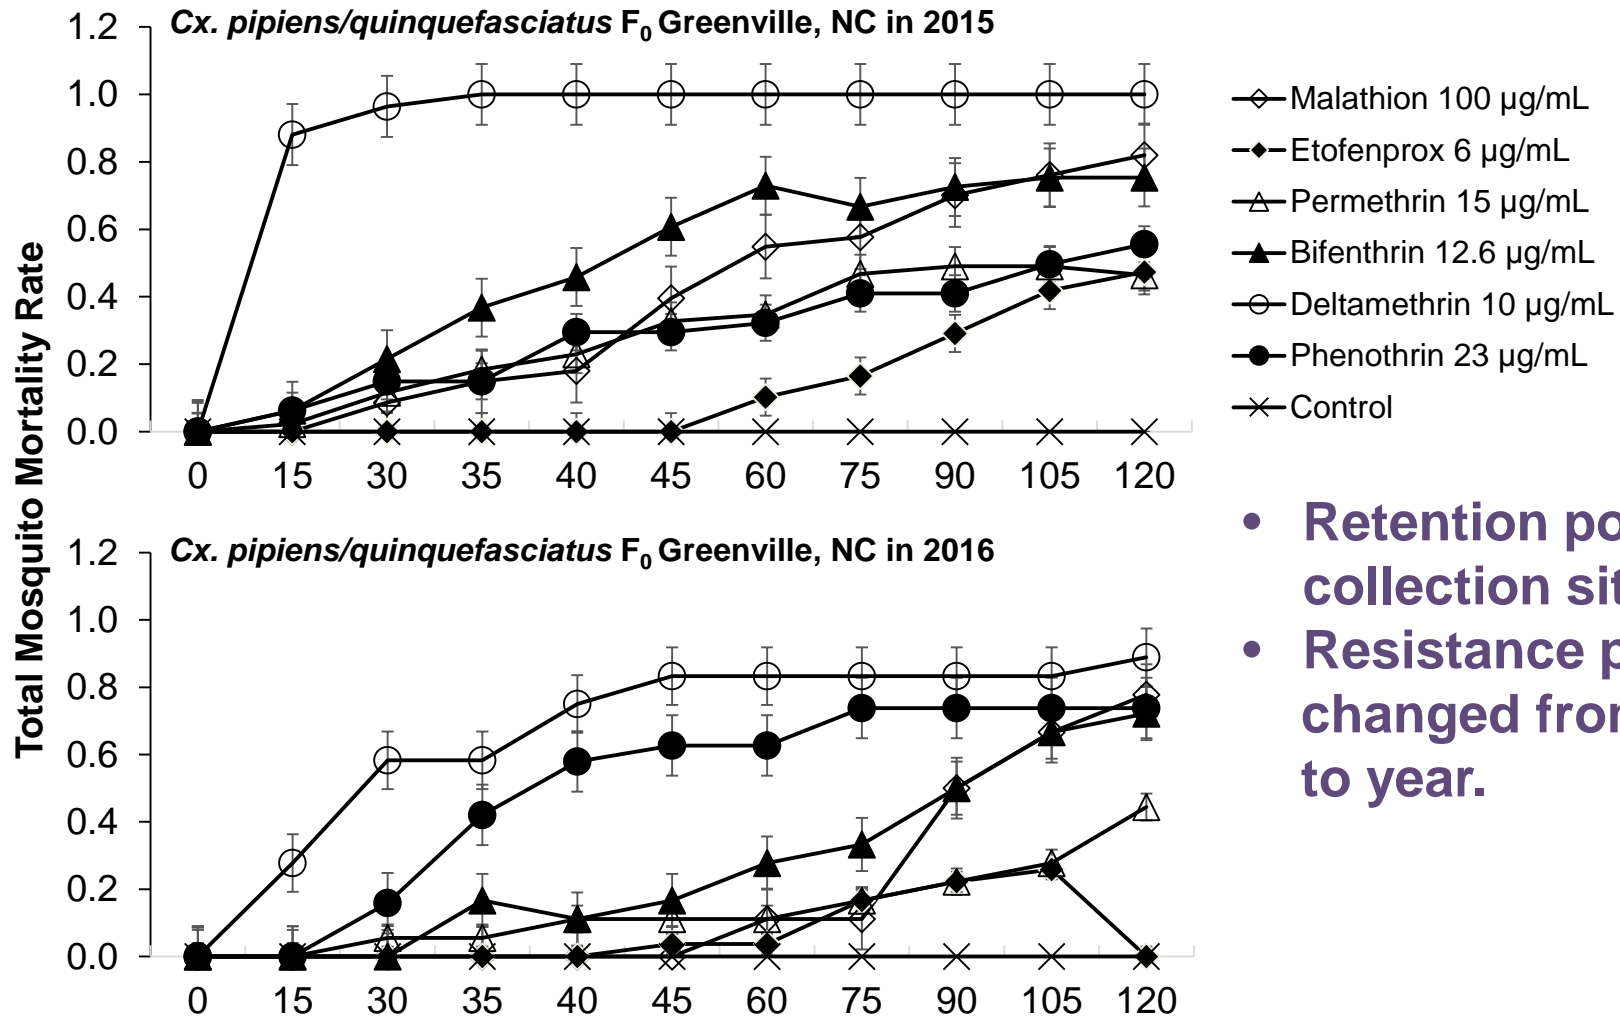 Cx. pipiens/quinquefasciatus F0 Greenville, NC in 2015
1.2
1.0
0.8
0.6
0.4
0.2
0.0
0 15 30 35 40 45 60 75 90 105 120
Total Mosquito Mortality Rate
Malathion 100 µg/mL
Etofenprox 6 µg/mL
Permethrin 15 µg/mL
Bifenthrin 12.6 µg/mL
Deltamethrin 10 µg/mL
Phenothrin 23 µg/mL
Control
Cx. pipiens/quinquefasciatus F0 Greenville, NC in 2016
1.2
1.0
0.8
0.6
0.4
0.2
0.0
0 15 30 35 40 45 60 75 90 105 120
• Retention po
collection sit
• Resistance p
changed from
to year.